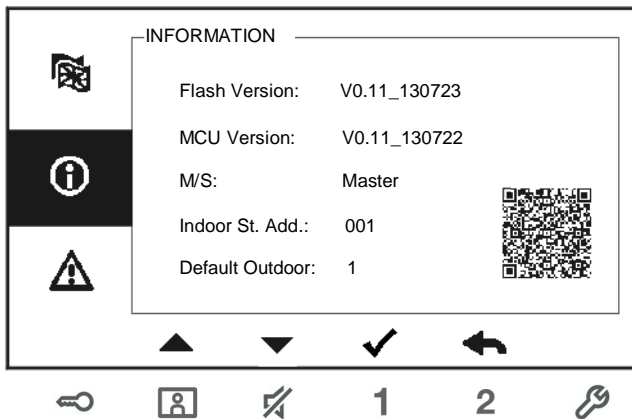 INFORMATION
Flash Version: V0.11_130723
MCU Version: V0.11_130722
M/S: Master
Indoor St. Add.: 001
Default Outdoor: 1
1 2